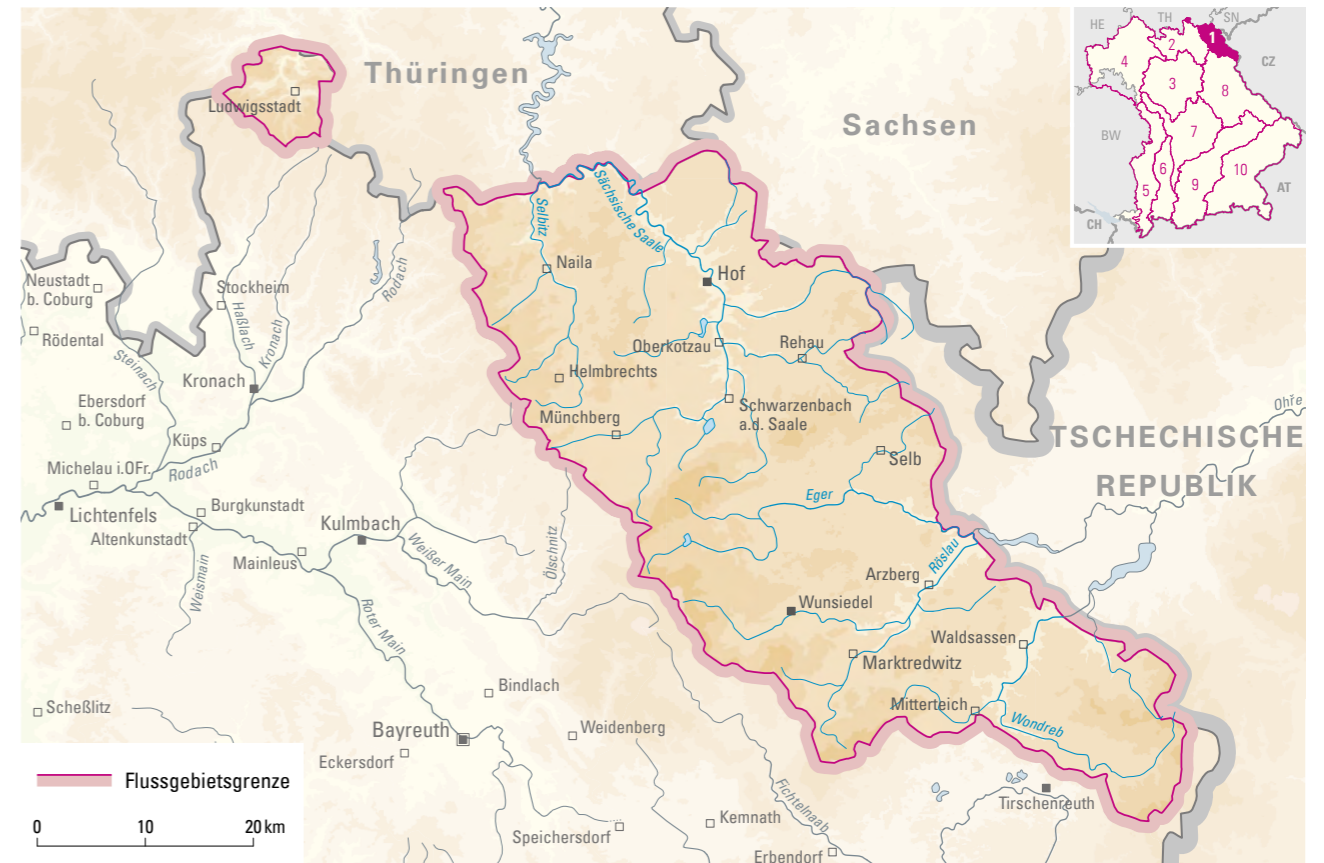 Thüringen
Sachsen
TSCHECHISCHE
REPUBLIK
Ludwigsstadt
Selbitz
Sächsische Saale
Naila
Hof
Neustadt
b. Coburg
Stockheim
Haßlach
Kronach
Rodach
Rödental
Steinach
Oberkotzau
Rehau
Kronach
Helmbrechts
Ebersdorf
b. Coburg
Schwarzenbach
a.d. Saale
Münchberg
Ohře
Küps
Selb
Michelau i.OFr.
Rodach
Eger
Lichtenfels
Burgkunstadt
Altenkunstadt
Kulmbach
Mainleus
Weißer Main
Ölschnitz
Röslau
Arzberg
Weismain
Wunsiedel
Roter Main
Waldsassen
Marktredwitz
Bindlach
Mitterteich
Wondreb
Scheßlitz
Bayreuth
Weidenberg
Eckersdorf
Fichtelnaab
Tirschenreuth
Kemnath
Speichersdorf
Erbendorf
Flussgebietsgrenze
0 10 20 km
HE
TH
SN
1
2
4
CZ
3
8
BW
7
6
10
5
9
AT
CH